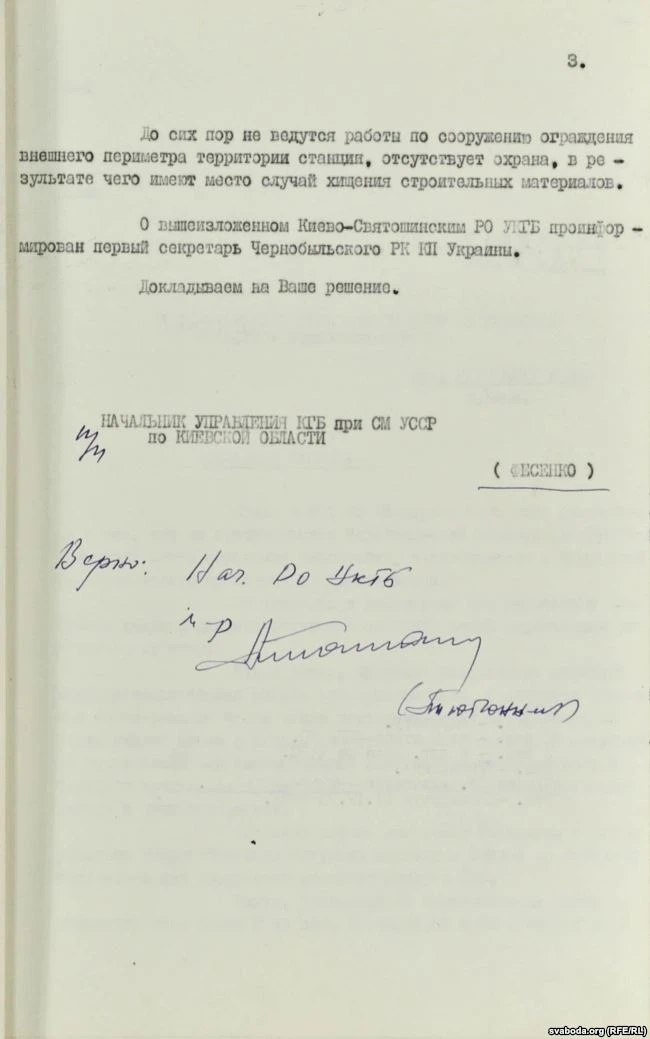 3.
До сих пор не ведутся работы по сооружению ограждения
внешнего периметра территории станции, отсутствует охрана, в ре -
зультате чего имеют место случай хищения строительных материалов.
О вышеизложенном Киево-Святошинским РО УКГБ проинфор -
мирован первый секретарь Чернобыльского РК КП Украины.
Докладываем на Ваше решение.
НАЧАЛЬНИК УПРАВЛЕНИЯ КГБ при СМ УССР
по КИЕВСКОЙ ОБЛАСТИ
п/п
( ФЕСЕНКО )
Верно: Нач. РО УКГБ
м-р
svaboda.org (RFE/RL)